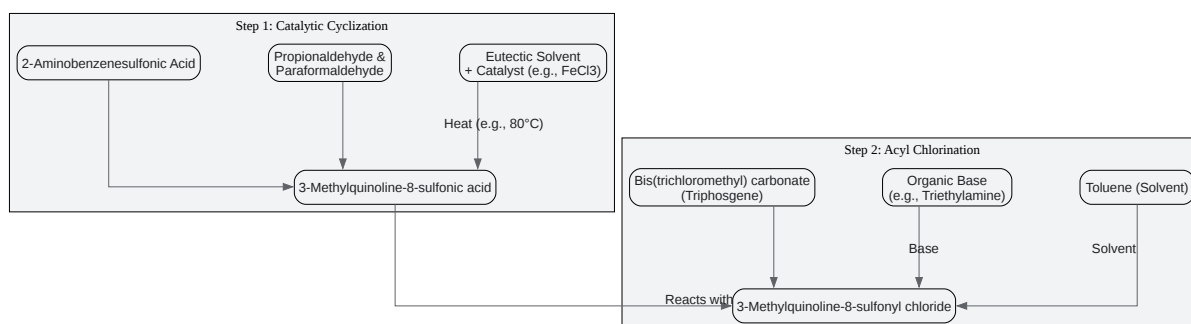 Step 1: Catalytic Cyclization
2-Aminobenzenesulfonic Acid
Propionaldehyde &
Paraformaldehyde
Eutectic Solvent
+ Catalyst (e.g., FeCl3)
Heat (e.g., 80°C)
3-Methylquinoline-8-sulfonic acid
Step 2: Acyl Chlorination
Bis(trichloromethyl) carbonate
(Triphosgene)
Organic Base
(e.g., Triethylamine)
Toluene (Solvent)
Base
Solvent
Reacts with
3-Methylquinoline-8-sulfonyl chloride